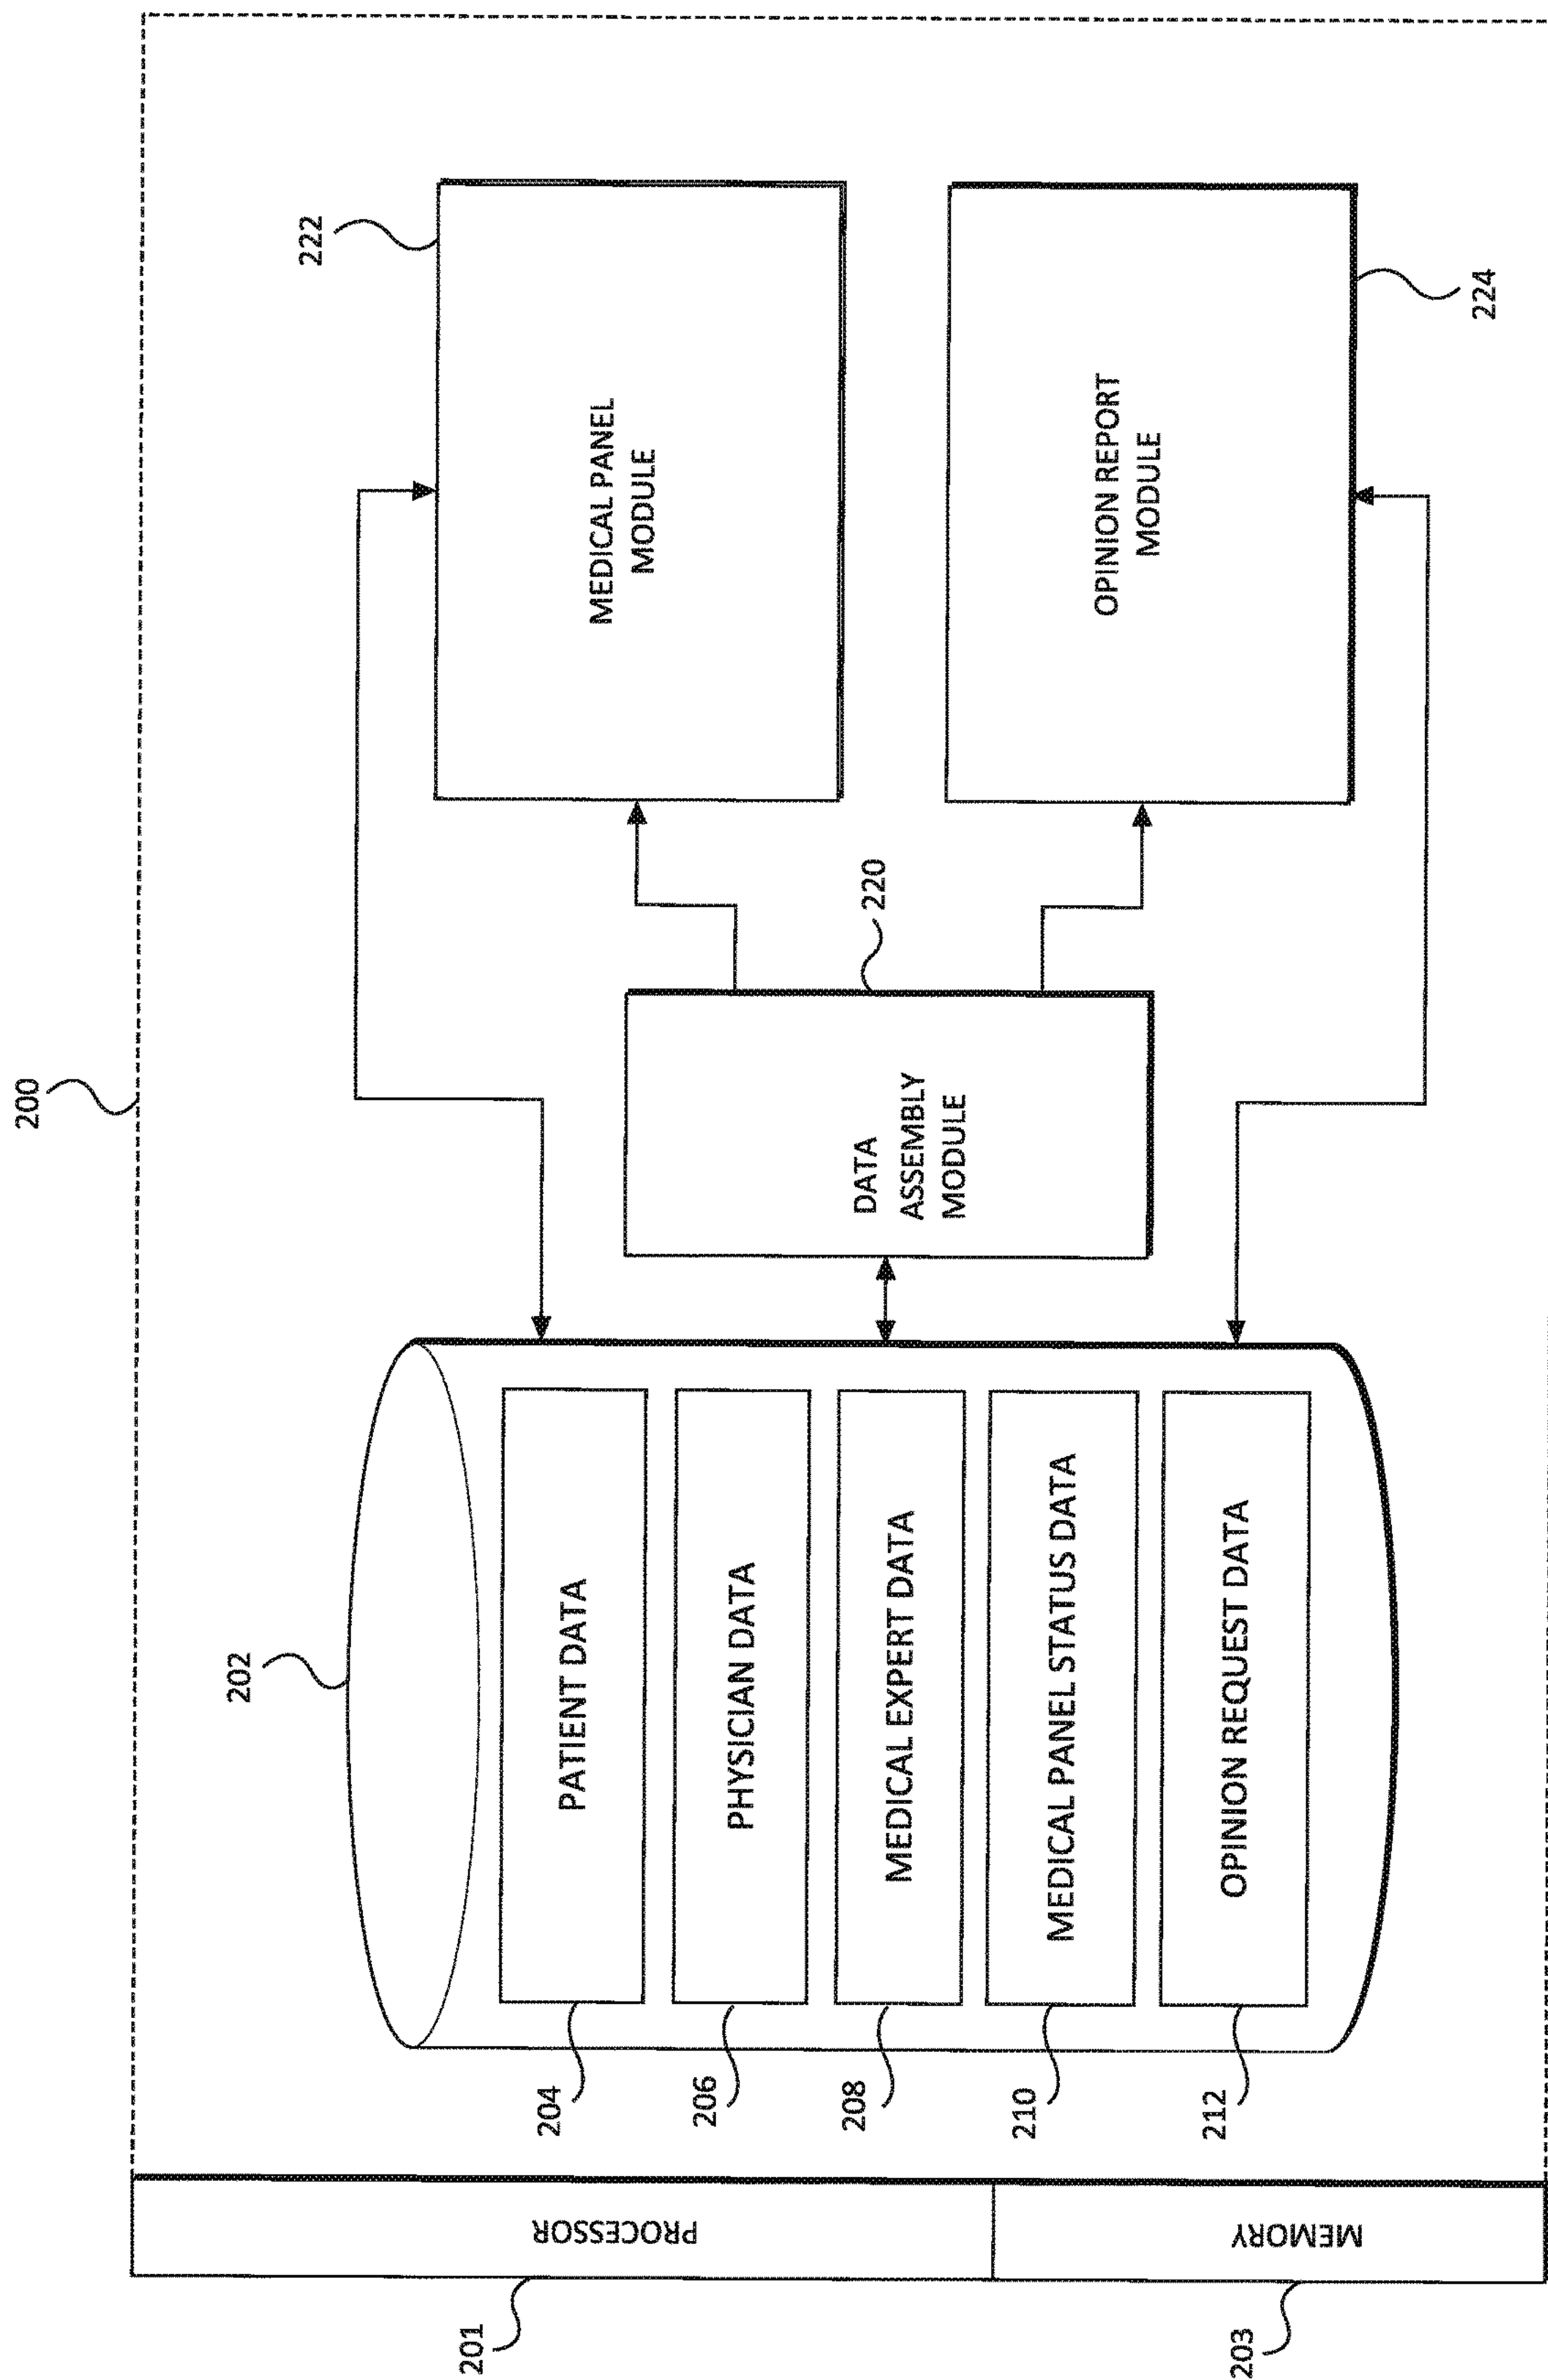 200
201
PROCESSOR
203
MEMORY
202
204
PATIENT DATA
206
PHYSICIAN DATA
208
MEDICAL EXPERT DATA
210
MEDICAL PANEL STATUS DATA
212
OPINION REQUEST DATA
220
DATA
ASSEMBLY
MODULE
222
MEDICAL PANEL
MODULE
224
OPINION REPORT
MODULE